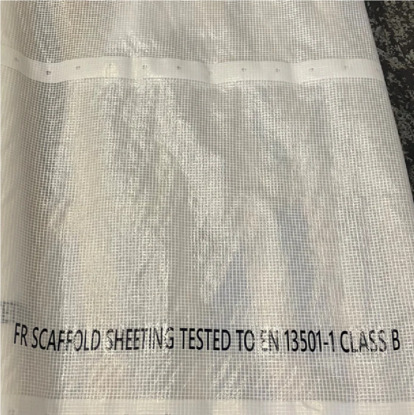 FR SCAFFOLD SHEETING TESTED TO EN 13501-1 CLASS B